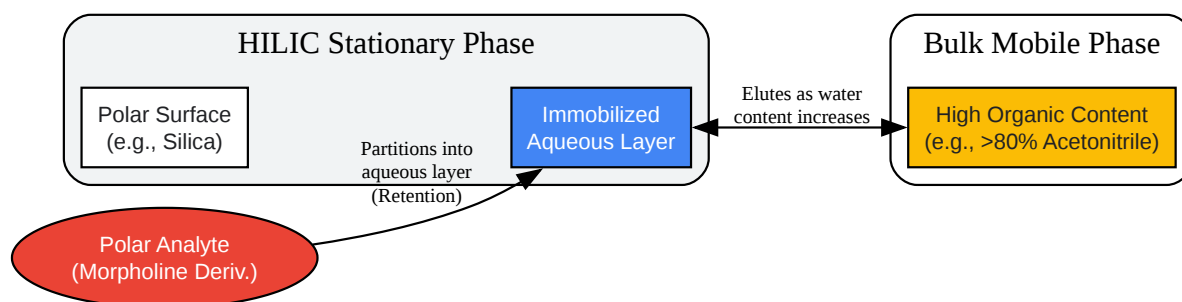 HILIC Stationary Phase
Polar Surface
(e.g., Silica)
Immobilized
Aqueous Layer
Partitions into
aqueous layer
(Retention)
Polar Analyte
(Morpholine Deriv.)
Elutes as water
content increases
Bulk Mobile Phase
High Organic Content
(e.g., >80% Acetonitrile)